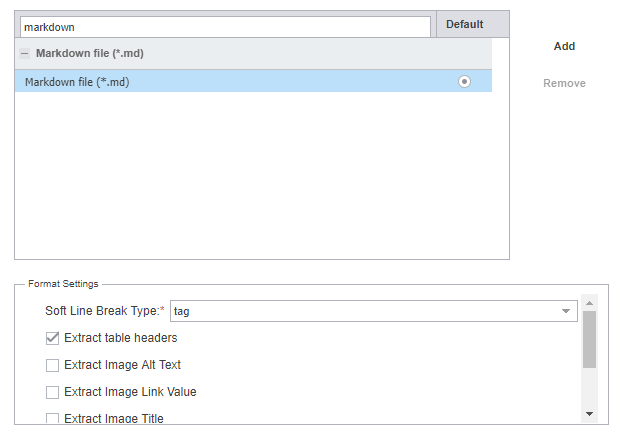 markdown
Default
Markdown file (*.md)
Markdown file (*.md)
Add
Remove
Format Settings
Soft Line Break Type:* tag
Extract table headers
Extract Image Alt Text
Extract Image Link Value
Extract Image Title